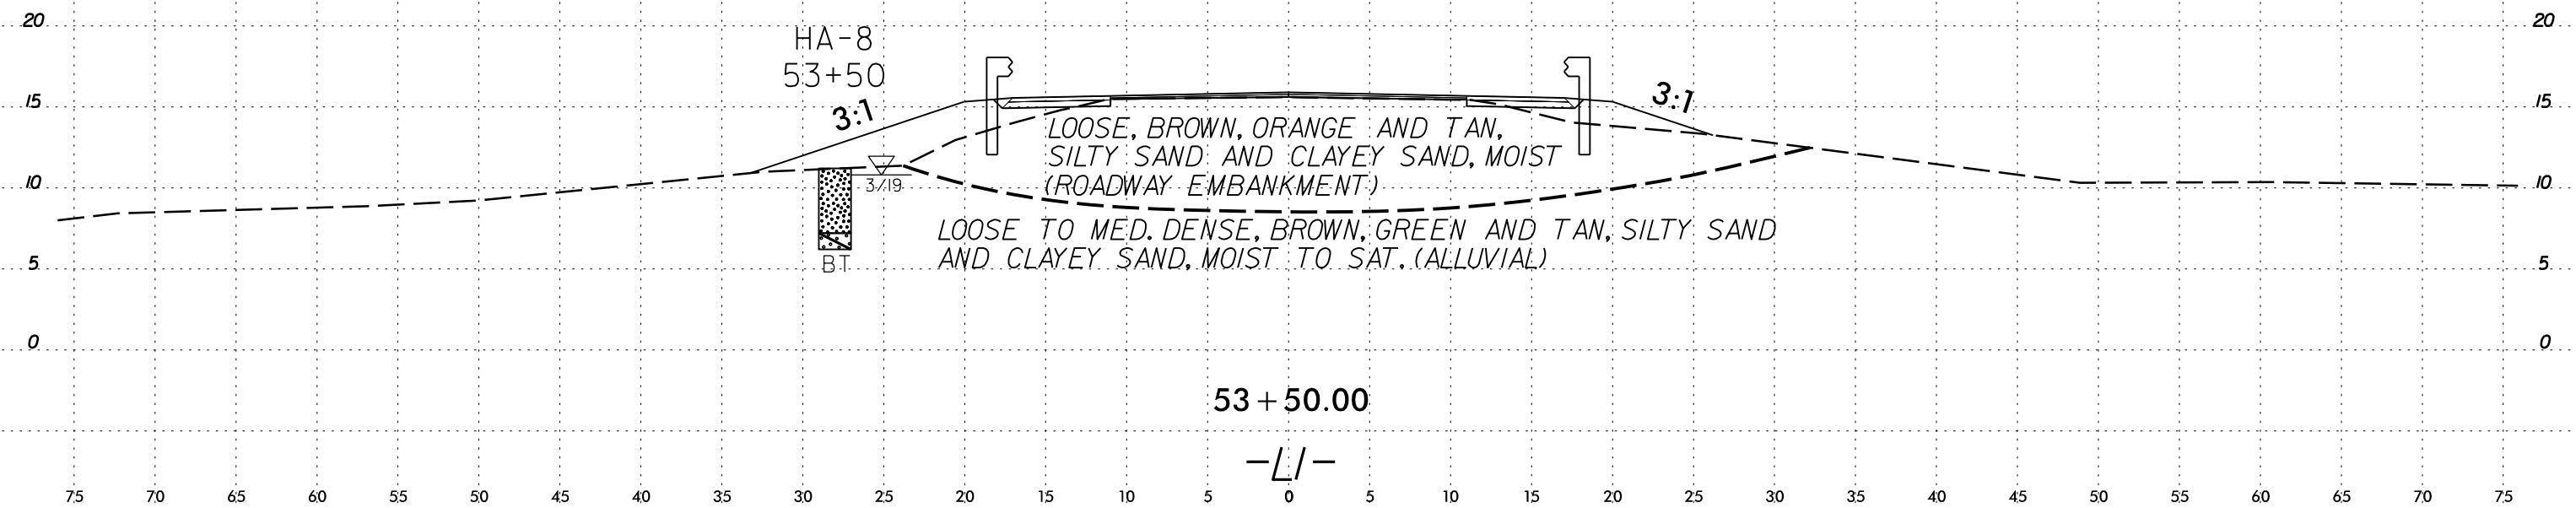 20 20
HA-8
53+50
15 3:1 3:1 15
LOOSE, BROWN, ORANGE AND TAN,
SILTY SAND AND CLAYEY SAND, MOIST
10 3/19 (ROADWAY EMBANKMENT) 10
LOOSE TO MED. DENSE, BROWN, GREEN AND TAN, SILTY SAND
5 BT AND CLAYEY SAND, MOIST TO SAT. (ALLUVIAL) 5
0 0
53+50.00
-L1-
75 70 65 60 55 50 45 40 35 30 25 20 15 10 5 0 5 10 15 20 25 30 35 40 45 50 55 60 65 70 75